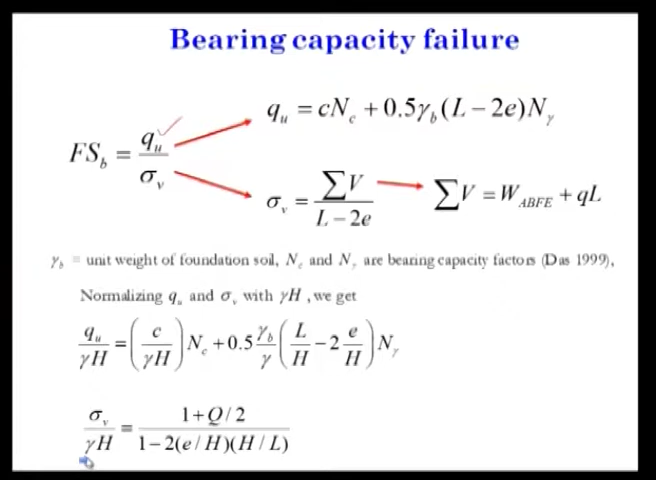 Bearing capacity failure
FS_b = q_u / σ_v
q_u = cN_c + 0.5γ_b (L − 2e)N_γ
σ_v = ∑V / (L − 2e)
∑V = W_ABFE + qL
γ_b = unit weight of foundation soil, N_c and N_γ are bearing capacity factors (Das 1999),
Normalizing q_u and σ_v with γH , we get
q_u / γH = (c / γH) N_c + 0.5 γ_b / γ (L / H − 2 e / H) N_γ
σ_v / γH = (1 + Q / 2) / (1 − 2(e / H)(H / L))